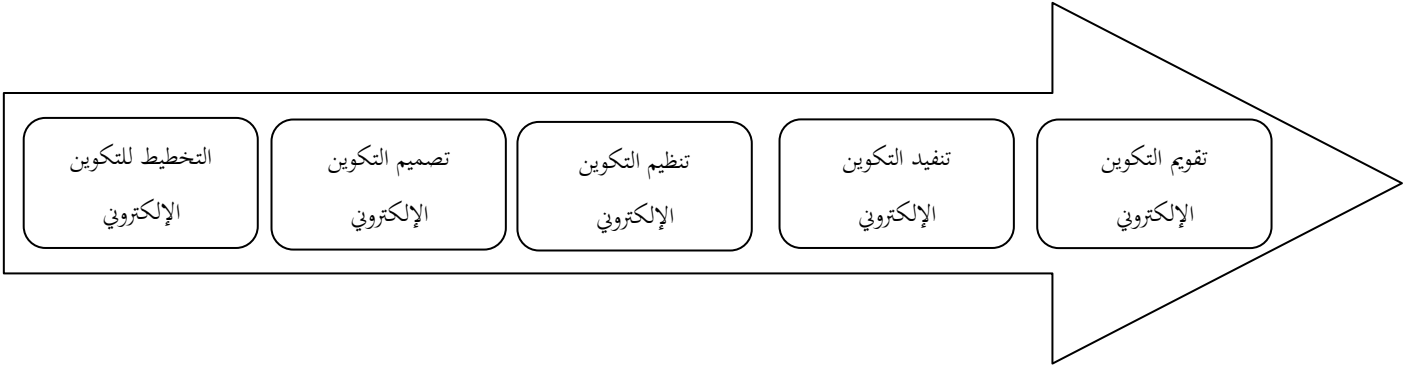 التخطيط للتكوين
الإلكتروني
تصميم التكوين
الإلكتروني
تنظيم التكوين
الإلكتروني
تنفيد التكوين
الإلكتروني
تقويم التكوين
الإلكتروني